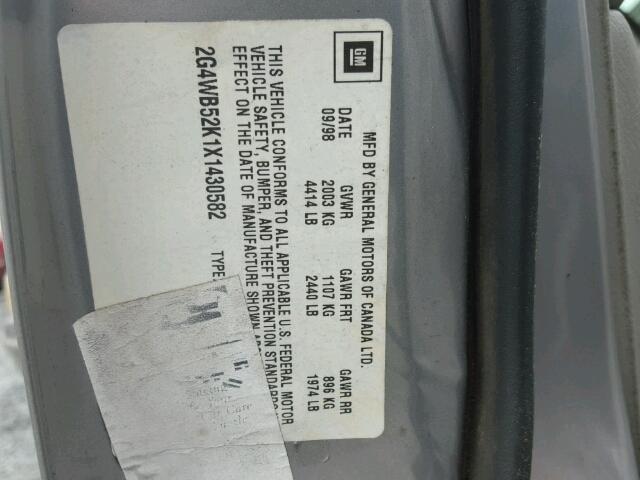 GM
MFD BY GENERAL MOTORS OF CANADA LTD.
DATE GVWR GAWR FRT GAWR RR
09/98 2003 KG 1107 KG 896 KG
4414 LB 2440 LB 1974 LB
THIS VEHICLE CONFORMS TO ALL APPLICABLE U.S. FEDERAL MOTOR
VEHICLE SAFETY, BUMPER, AND THEFT PREVENTION STANDARDS
EFFECT ON THE DATE OF MANUFACTURE SHOWN
2G4WB52K1X1430582 TYPE